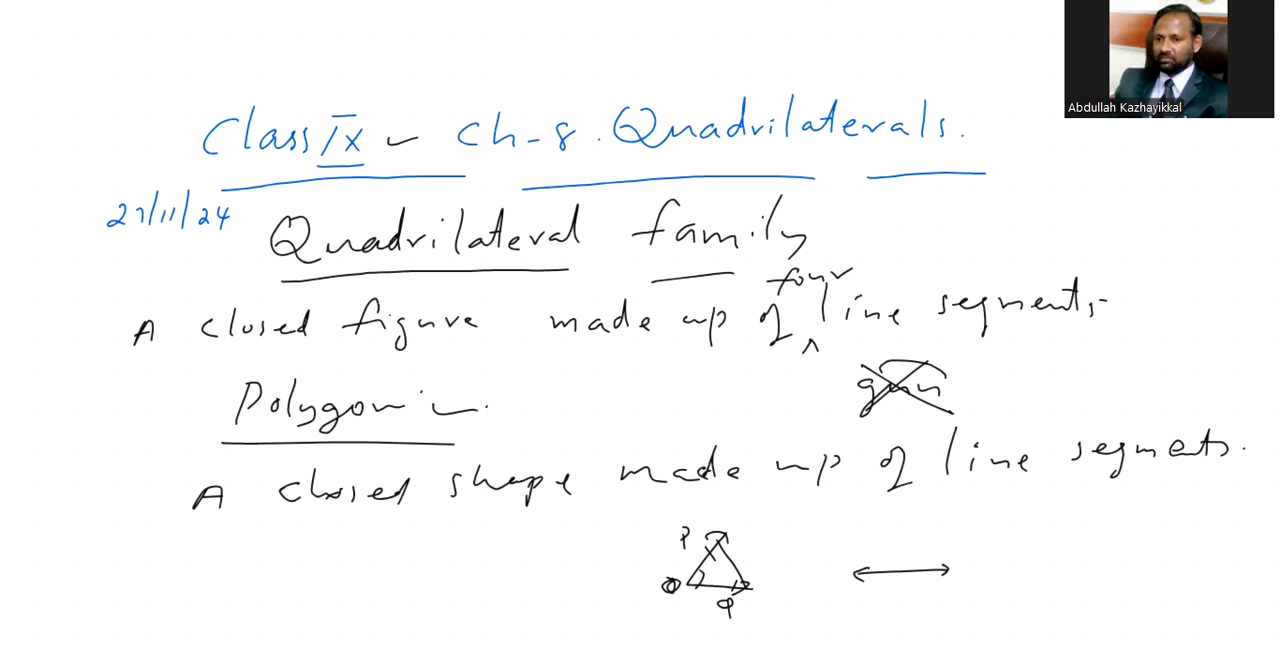 Abdullah Kazhayikkal
Class IX - Ch-8. Quadrilaterals.
27/11/24
Quadrilateral family
four
A closed figure made up of ^ line segments-
Polygon
A closed shape made up of line segments.
P
O
Q